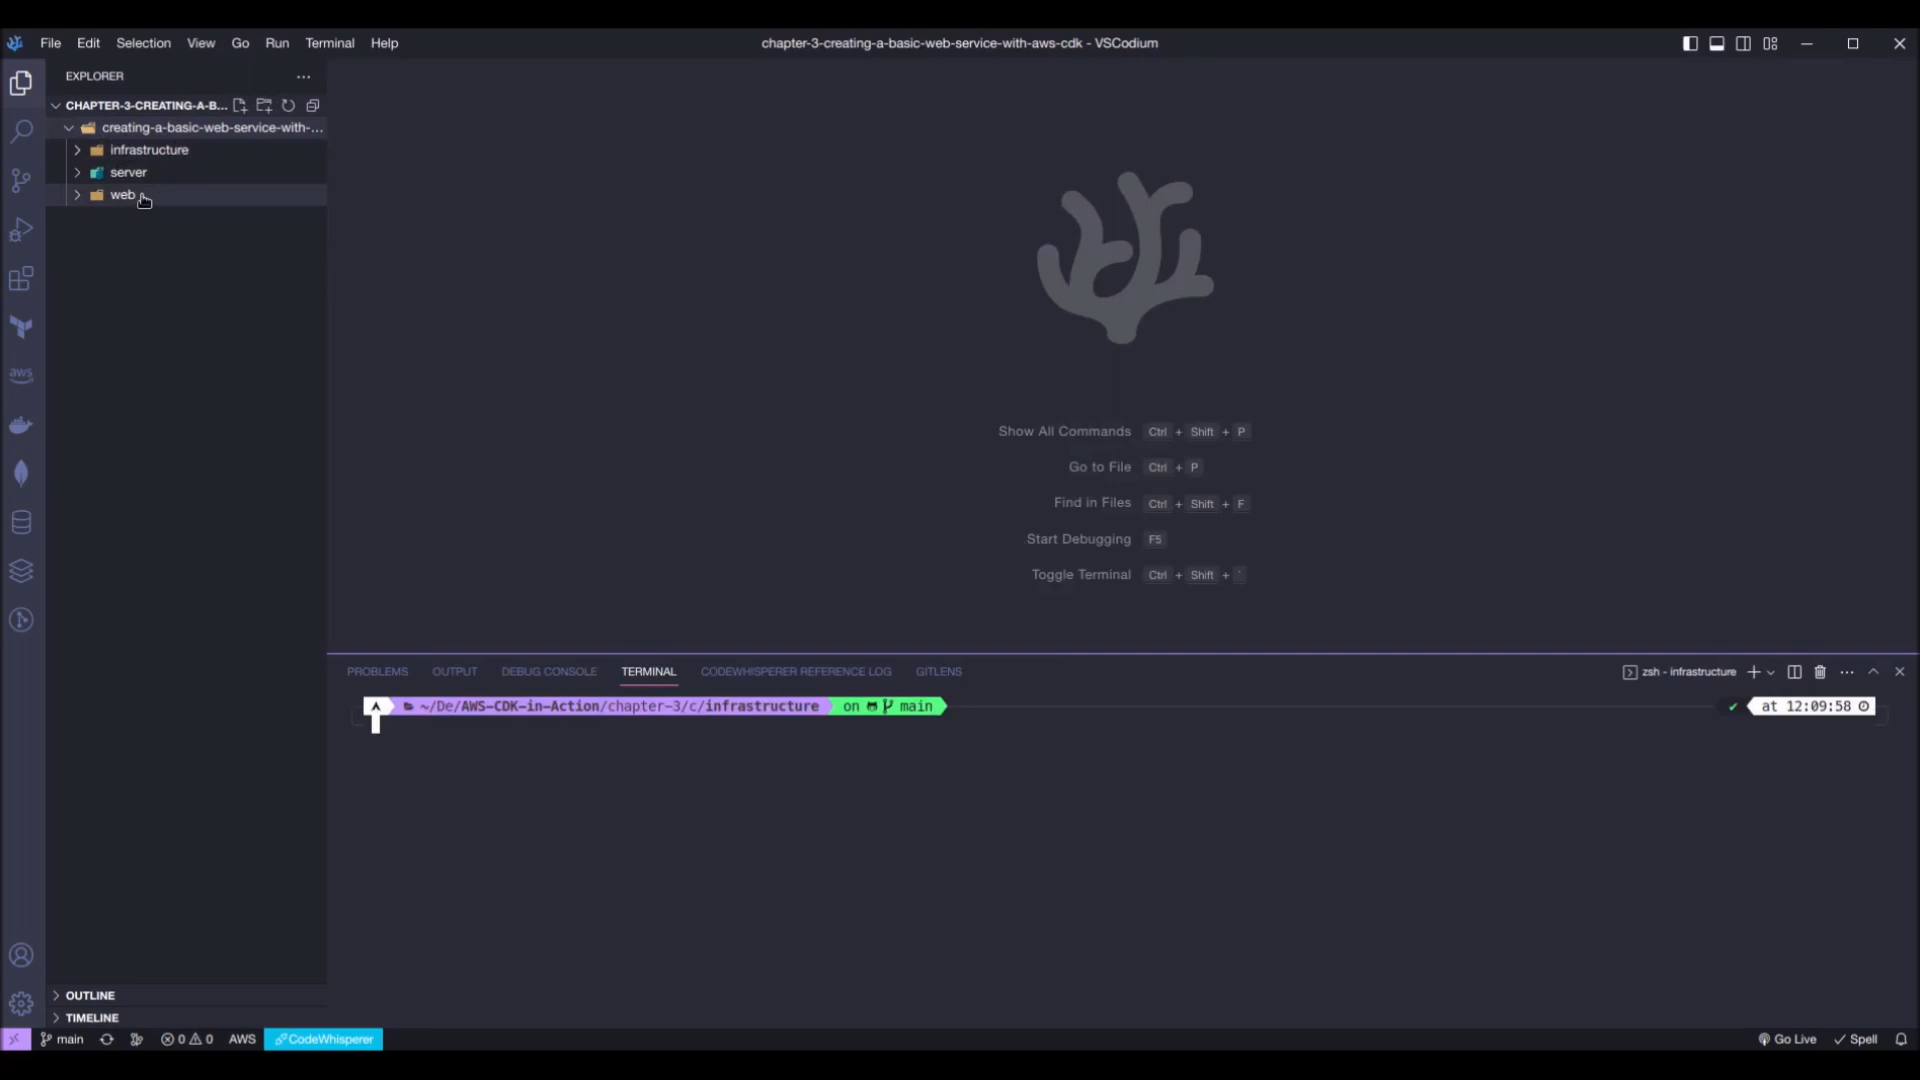 File Edit Selection View Go Run Terminal Help
chapter-3-creating-a-basic-web-service-with-aws-cdk - VSCodium
EXPLORER
CHAPTER-3-CREATING-A-B...
creating-a-basic-web-service-with-...
infrastructure
server
web
aws
Show All Commands Ctrl + Shift + P
Go to File Ctrl + P
Find in Files Ctrl + Shift + F
Start Debugging F5
Toggle Terminal Ctrl + Shift + `
PROBLEMS OUTPUT DEBUG CONSOLE TERMINAL CODEWHISPERER REFERENCE LOG GITLENS
zsh - infrastructure
~/De/AWS-CDK-in-Action/chapter-3/c/infrastructure on main
✓ at 12:09:58
OUTLINE
TIMELINE
main 0 0 AWS CodeWhisperer
Go Live Spell